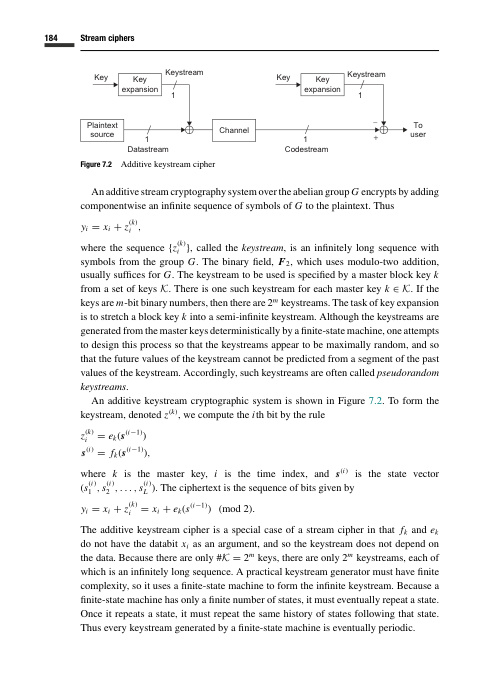 184 Stream ciphers
Key Key expansion Keystream 1 Key Key expansion Keystream 1
Plaintext source 1 Channel 1 − + To user
Datastream Codestream
Figure 7.2 Additive keystream cipher
An additive stream cryptography system over the abelian group G encrypts by adding
componentwise an infinite sequence of symbols of G to the plaintext. Thus
y_i = x_i + z_i^{(k)},
where the sequence {z_i^{(k)}}, called the keystream, is an infinitely long sequence with
symbols from the group G. The binary field, F_2, which uses modulo-two addition,
usually suffices for G. The keystream to be used is specified by a master block key k
from a set of keys 𝒦. There is one such keystream for each master key k ∈ 𝒦. If the
keys are m-bit binary numbers, then there are 2^m keystreams. The task of key expansion
is to stretch a block key k into a semi-infinite keystream. Although the keystreams are
generated from the master keys deterministically by a finite-state machine, one attempts
to design this process so that the keystreams appear to be maximally random, and so
that the future values of the keystream cannot be predicted from a segment of the past
values of the keystream. Accordingly, such keystreams are often called pseudorandom
keystreams.
An additive keystream cryptographic system is shown in Figure 7.2. To form the
keystream, denoted z^{(k)}, we compute the ith bit by the rule
z_i^{(k)} = e_k(s^{(i−1)})
s^{(i)} = f_k(s^{(i−1)}),
where k is the master key, i is the time index, and s^{(i)} is the state vector
(s_1^{(i)}, s_2^{(i)}, . . . , s_L^{(i)}). The ciphertext is the sequence of bits given by
y_i = x_i + z_i^{(k)} = x_i + e_k(s^{(i−1)}) (mod 2).
The additive keystream cipher is a special case of a stream cipher in that f_k and e_k
do not have the databit x_i as an argument, and so the keystream does not depend on
the data. Because there are only #𝒦 = 2^m keys, there are only 2^m keystreams, each of
which is an infinitely long sequence. A practical keystream generator must have finite
complexity, so it uses a finite-state machine to form the infinite keystream. Because a
finite-state machine has only a finite number of states, it must eventually repeat a state.
Once it repeats a state, it must repeat the same history of states following that state.
Thus every keystream generated by a finite-state machine is eventually periodic.